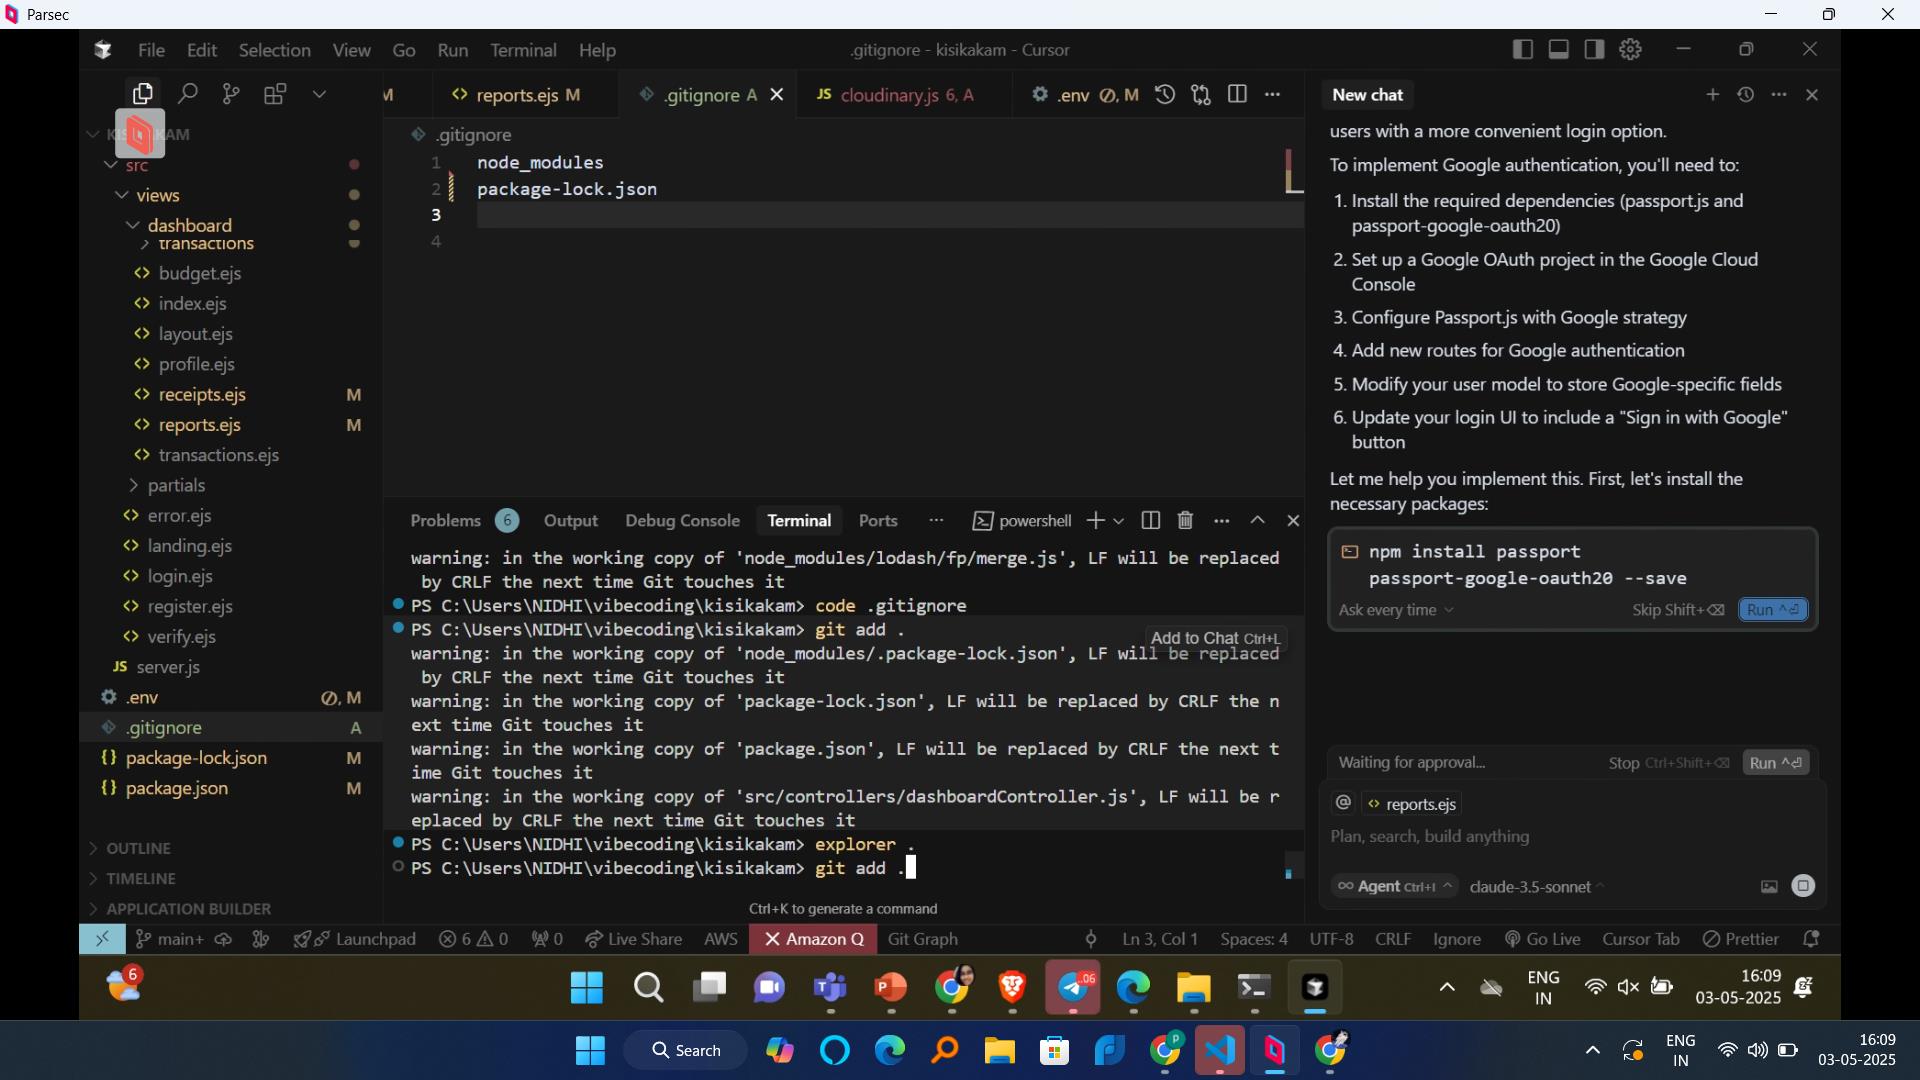 Parsec
File Edit Selection View Go Run Terminal Help
.gitignore - kisikakam - Cursor
M
reports.ejs M
.gitignore A
JS cloudinary.js 6, A
.env M
src
views
dashboard
transactions
budget.ejs
index.ejs
layout.ejs
profile.ejs
receipts.ejs M
reports.ejs M
transactions.ejs
partials
error.ejs
landing.ejs
login.ejs
register.ejs
verify.ejs
JS server.js
.env , M
.gitignore A
{} package-lock.json M
{} package.json M
OUTLINE
TIMELINE
APPLICATION BUILDER
.gitignore
1 node_modules
2 package-lock.json
3
4
Problems 6 Output Debug Console Terminal Ports powershell
warning: in the working copy of 'node_modules/lodash/fp/merge.js', LF will be replaced
by CRLF the next time Git touches it
PS C:\Users\NIDHI\vibecoding\kisikakam> code .gitignore
PS C:\Users\NIDHI\vibecoding\kisikakam> git add .
Add to Chat Ctrl+L
warning: in the working copy of 'node_modules/.package-lock.json', LF will be replaced
by CRLF the next time Git touches it
warning: in the working copy of 'package-lock.json', LF will be replaced by CRLF the n
ext time Git touches it
warning: in the working copy of 'package.json', LF will be replaced by CRLF the next t
ime Git touches it
warning: in the working copy of 'src/controllers/dashboardController.js', LF will be r
eplaced by CRLF the next time Git touches it
PS C:\Users\NIDHI\vibecoding\kisikakam> explorer .
PS C:\Users\NIDHI\vibecoding\kisikakam> git add .
Ctrl+K to generate a command
New chat
users with a more convenient login option.
To implement Google authentication, you'll need to:
1. Install the required dependencies (passport.js and
passport-google-oauth20)
2. Set up a Google OAuth project in the Google Cloud
Console
3. Configure Passport.js with Google strategy
4. Add new routes for Google authentication
5. Modify your user model to store Google-specific fields
6. Update your login UI to include a "Sign in with Google"
button
Let me help you implement this. First, let's install the
necessary packages:
npm install passport
passport-google-oauth20 --save
Ask every time Skip Shift+⌫ Run ^⏎
Waiting for approval... Stop Ctrl+Shift+⌫ Run ^⏎
@ reports.ejs
Plan, search, build anything
∞ Agent Ctrl+I claude-3.5-sonnet
main+ Launchpad 6 0 0 Live Share AWS Amazon Q Git Graph Ln 3, Col 1 Spaces: 4 UTF-8 CRLF Ignore Go Live Cursor Tab Prettier
6
.06
ENG
IN
16:09
03-05-2025
Search
ENG
IN
16:09
03-05-2025